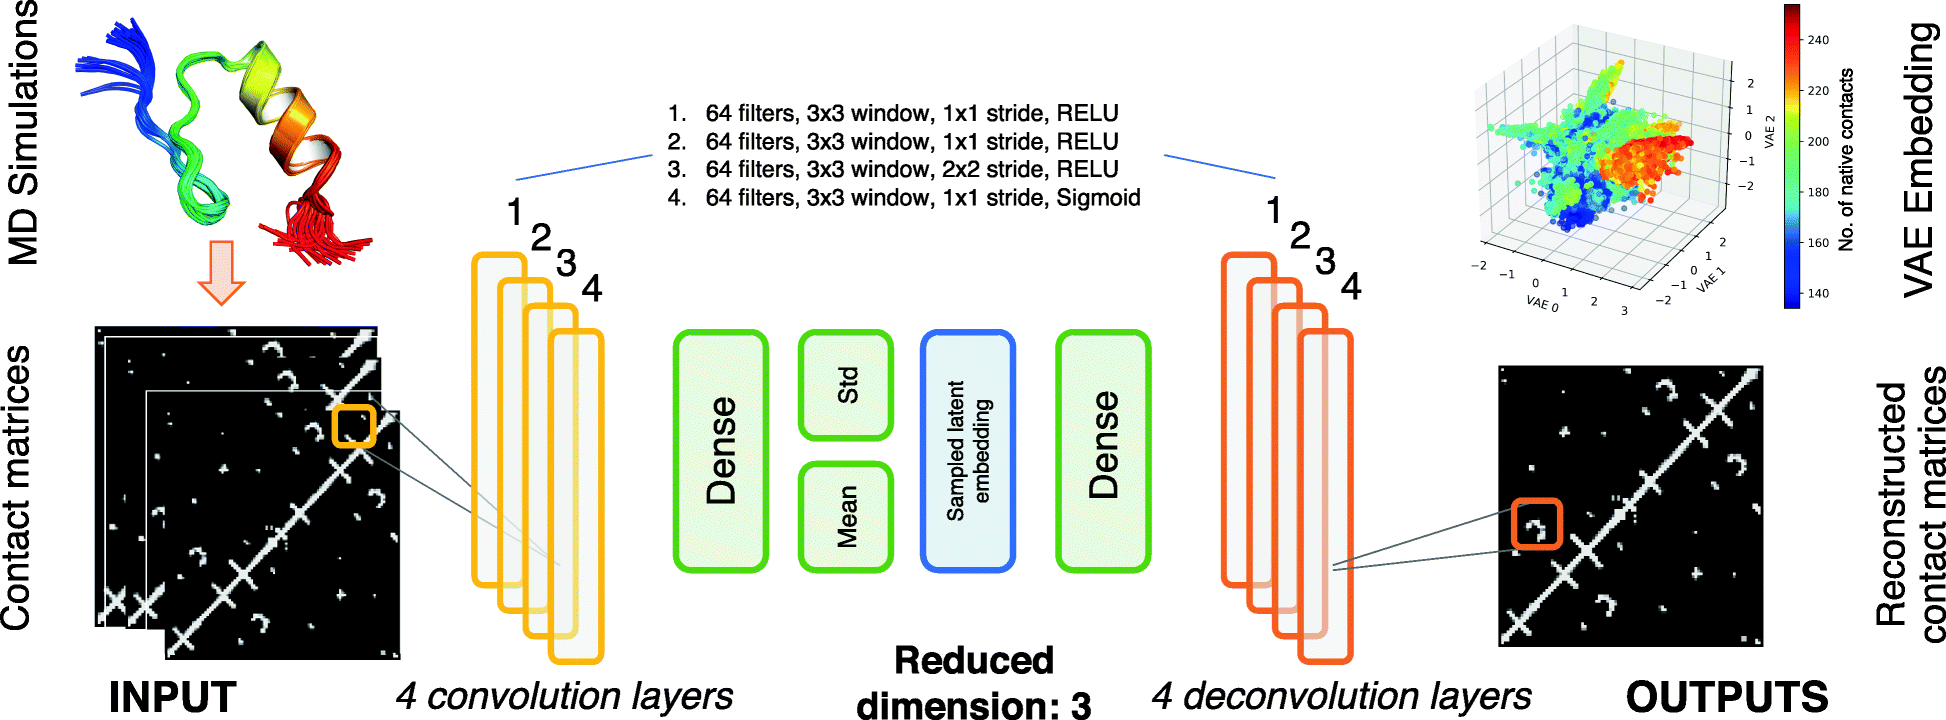 MD Simulations
1. 64 filters, 3x3 window, 1x1 stride, RELU
2. 64 filters, 3x3 window, 1x1 stride, RELU
3. 64 filters, 3x3 window, 2x2 stride, RELU
4. 64 filters, 3x3 window, 1x1 stride, Sigmoid
2
1
0
−1
−2
VAE 2
−2
−1
0
1
2
3
VAE 0
−2
−1
0
1
2
VAE 1
240
220
200
180
160
140
No. of native contacts
VAE Embedding
Contact matrices
1
2
3
4
Dense
Std
Mean
Sampled latent
embedding
Dense
1
2
3
4
Reconstructed
contact matrices
INPUT
4 convolution layers
Reduced
dimension: 3
4 deconvolution layers
OUTPUTS